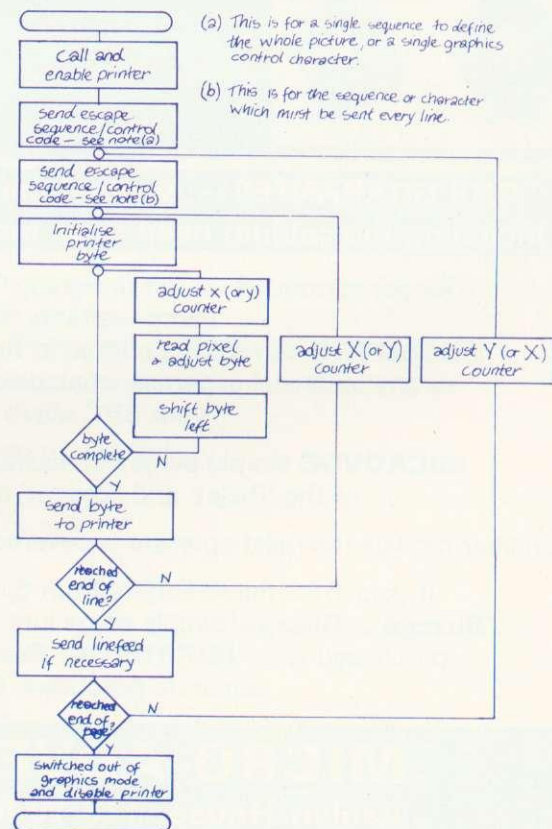 (a) This is for a single sequence to define
the whole picture, or a single graphics
control character.
(b) This is for the sequence or character
which must be sent every line.
Call and
enable printer
send escape
sequence/control
code - see note(a)
send escape
sequence/control
code - see note(b)
Initialise
printer
byte
adjust x (or y)
counter
read pixel
& adjust byte
shift byte
left
adjust X (or Y)
counter
adjust Y (or X)
counter
byte
complete
N
Y
send byte
to printer
reached
end of
line?
N
send linefeed
if necessary
reached
end of
page?
N
Y
switched out of
graphics mode
and disable printer